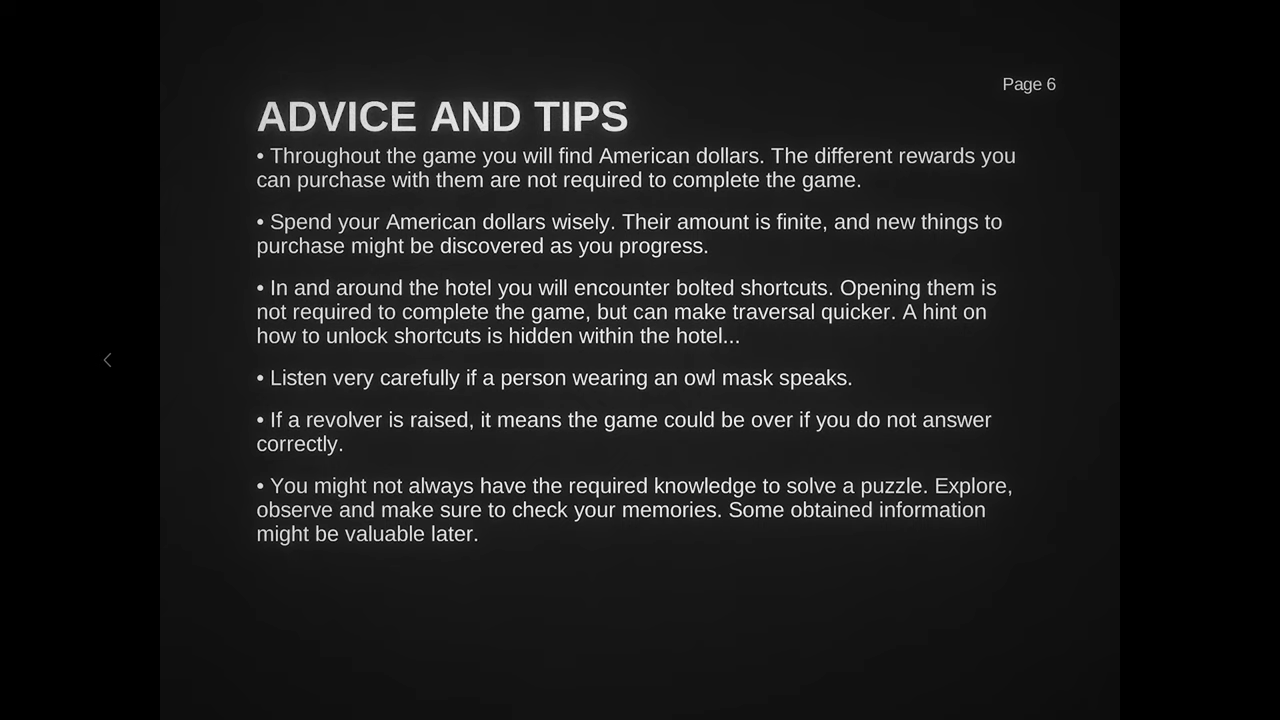 Page 6
ADVICE AND TIPS
• Throughout the game you will find American dollars. The different rewards you
can purchase with them are not required to complete the game.
• Spend your American dollars wisely. Their amount is finite, and new things to
purchase might be discovered as you progress.
• In and around the hotel you will encounter bolted shortcuts. Opening them is
not required to complete the game, but can make traversal quicker. A hint on
how to unlock shortcuts is hidden within the hotel...
• Listen very carefully if a person wearing an owl mask speaks.
• If a revolver is raised, it means the game could be over if you do not answer
correctly.
• You might not always have the required knowledge to solve a puzzle. Explore,
observe and make sure to check your memories. Some obtained information
might be valuable later.